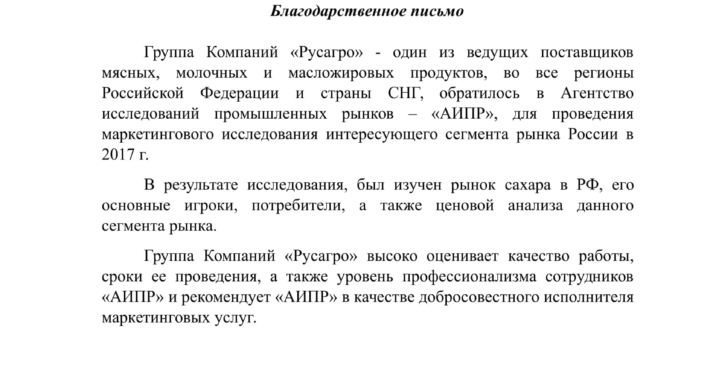 Благодарственное письмо
Группа Компаний «Русагро» - один из ведущих поставщиков
мясных, молочных и масложировых продуктов, во все регионы
Российской Федерации и страны СНГ, обратилось в Агентство
исследований промышленных рынков – «АИПР», для проведения
маркетингового исследования интересующего сегмента рынка России в
2017 г.
В результате исследования, был изучен рынок сахара в РФ, его
основные игроки, потребители, а также ценовой анализа данного
сегмента рынка.
Группа Компаний «Русагро» высоко оценивает качество работы,
сроки ее проведения, а также уровень профессионализма сотрудников
«АИПР» и рекомендует «АИПР» в качестве добросовестного исполнителя
маркетинговых услуг.